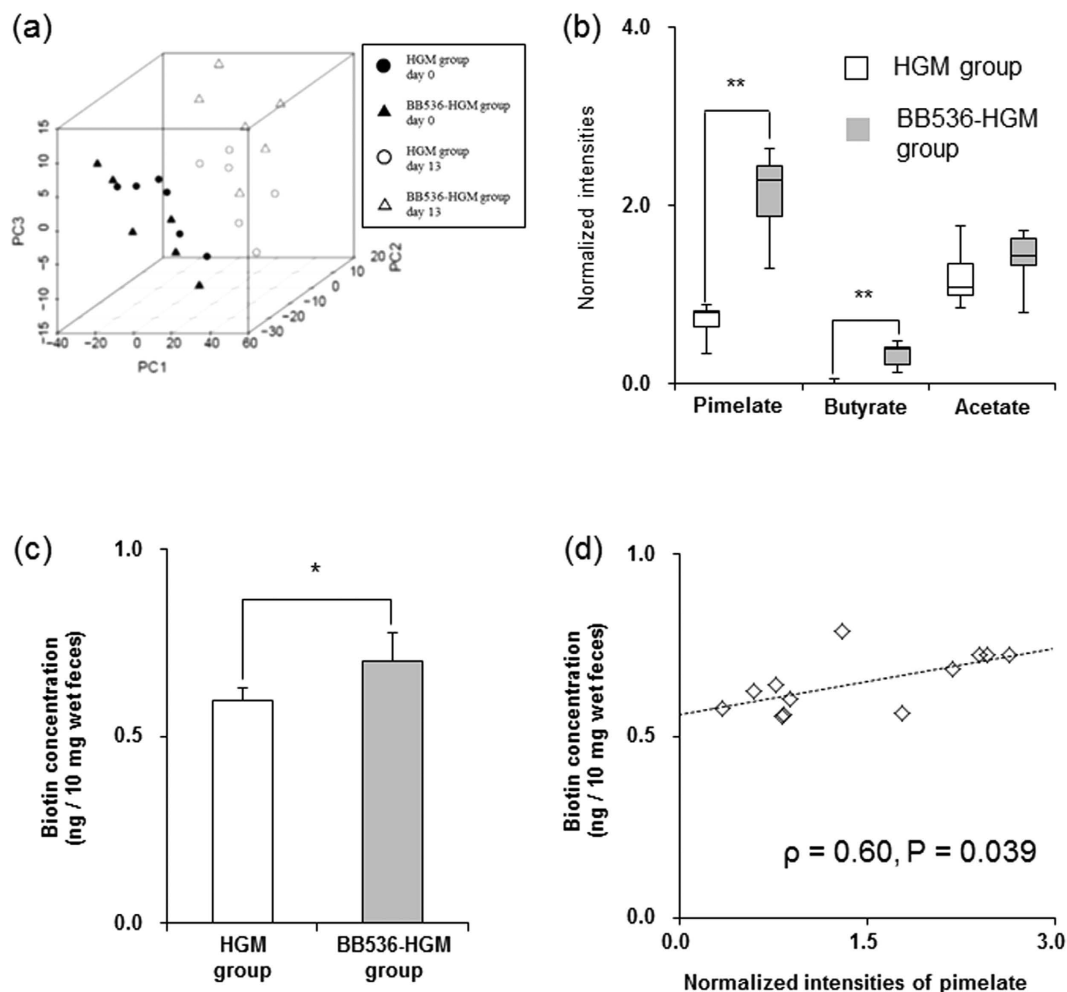 (a)
HGM group
day 0
BB536-HGM group
day 0
HGM group
day 13
BB536-HGM group
day 13
PC3
15
10
5
0
−5
−10
−15
−40
−20
0
20
40
60
PC1
−30
−20
−10
0
10
20
PC2
(b)
HGM group
BB536-HGM
group
Normalized intensities
4.0
2.0
0.0
**
**
Pimelate
Butyrate
Acetate
(c)
Biotin concentration
(ng / 10 mg wet feces)
1.0
0.5
0.0
*
HGM
group
BB536-HGM
group
(d)
Biotin concentration
(ng / 10 mg wet feces)
1.0
0.5
0.0
ρ = 0.60, P = 0.039
0.0
1.5
3.0
Normalized intensities of pimelate